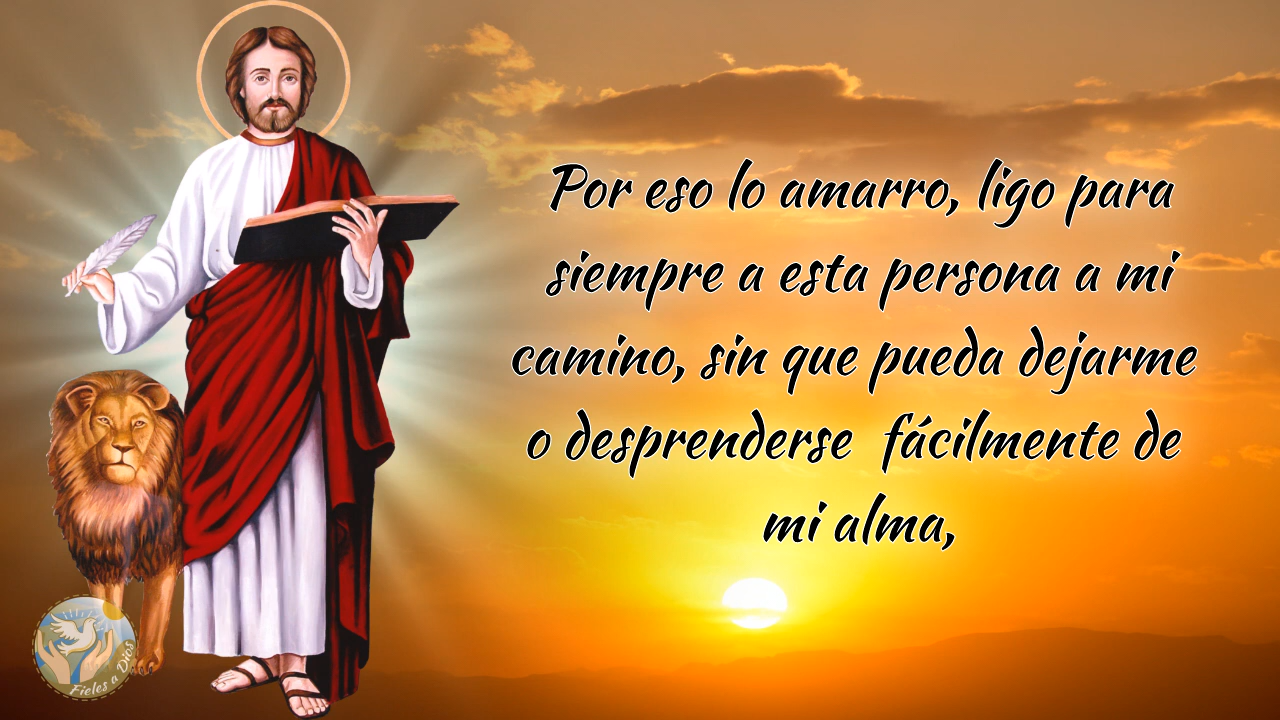 Por eso lo amarro, ligo para
siempre a esta persona a mi
camino, sin que pueda dejarme
o desprenderse fácilmente de
mi alma,
Fieles a Dios